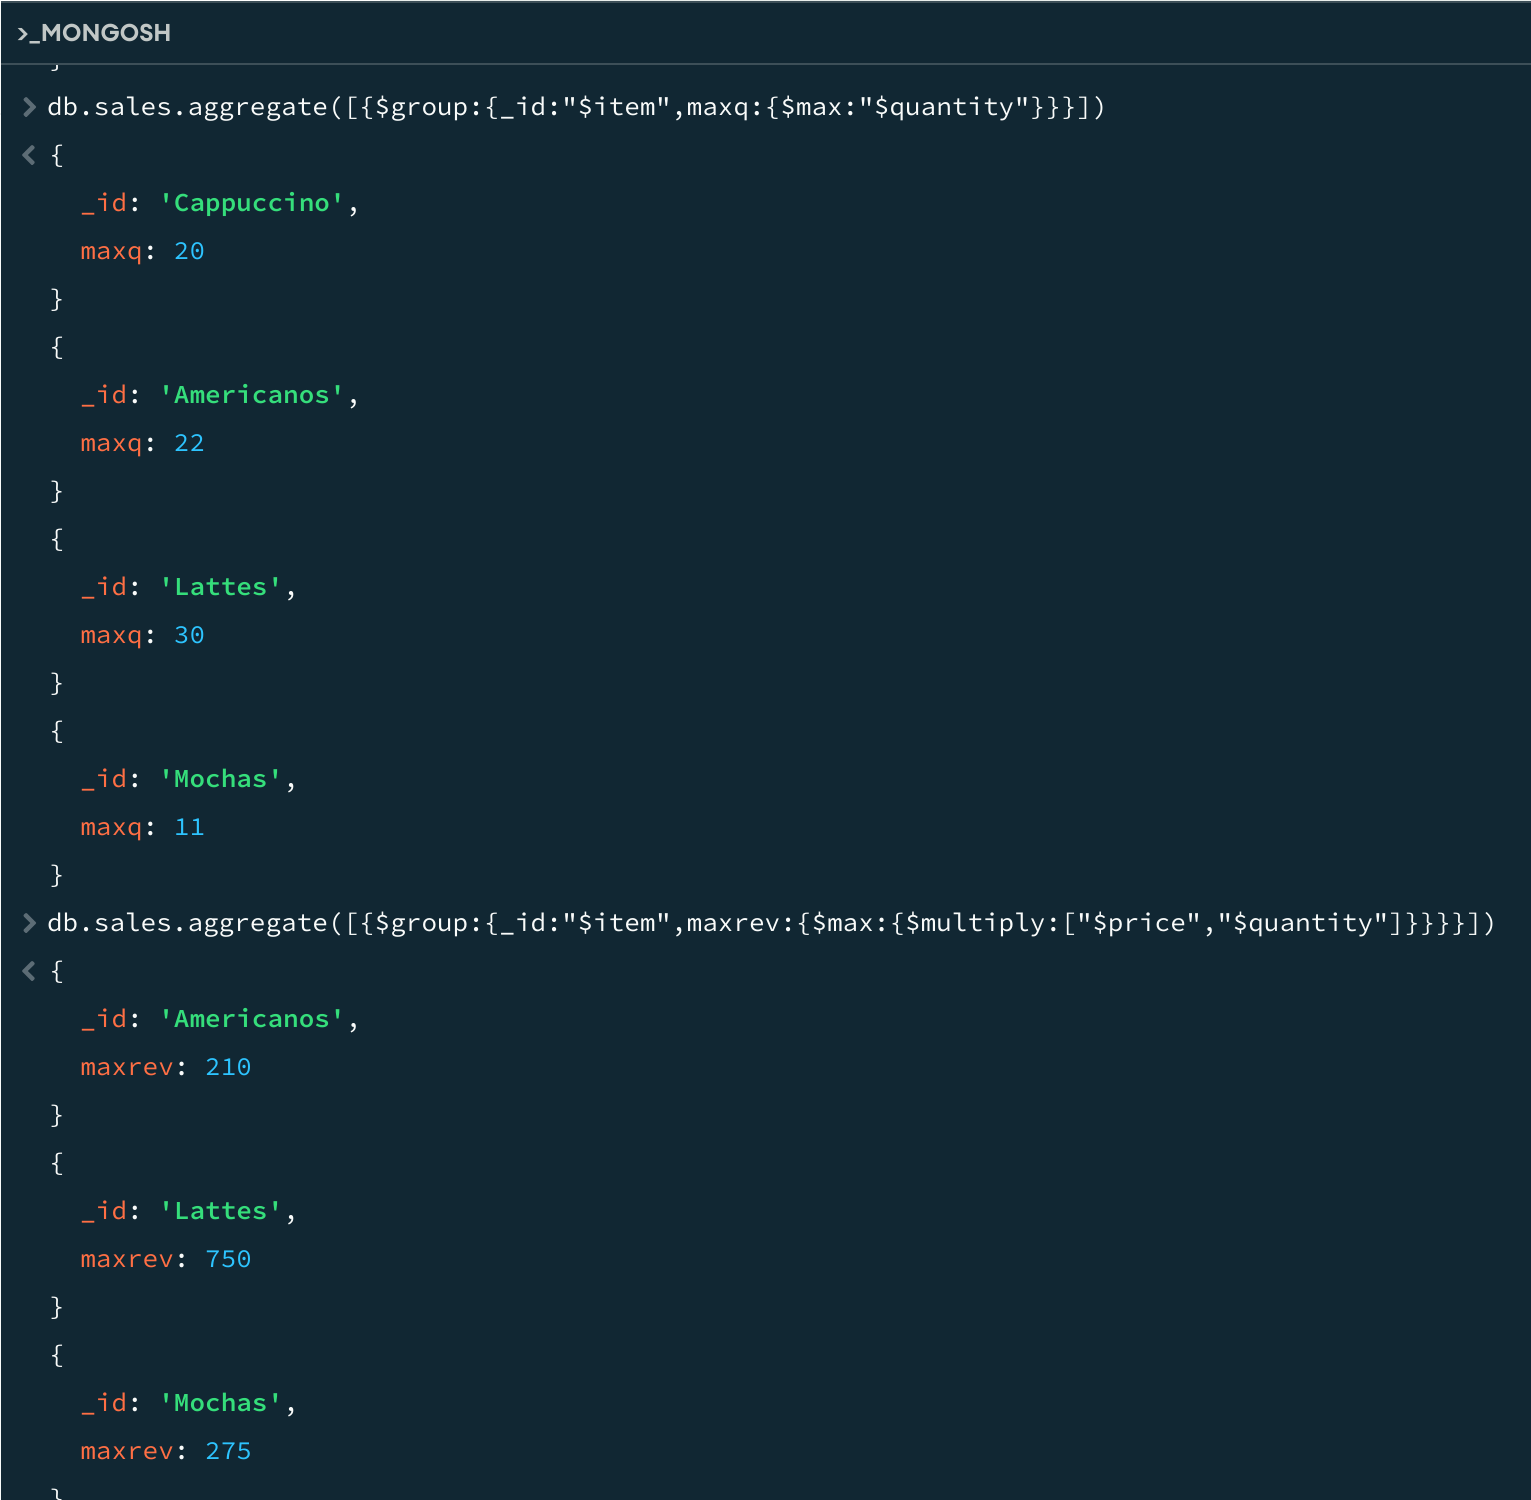 >_MONGOSH
}
> db.sales.aggregate([{$group:{_id:"$item",maxq:{$max:"$quantity"}}}])
< {
_id: 'Cappuccino',
maxq: 20
}
{
_id: 'Americanos',
maxq: 22
}
{
_id: 'Lattes',
maxq: 30
}
{
_id: 'Mochas',
maxq: 11
}
> db.sales.aggregate([{$group:{_id:"$item",maxrev:{$max:{$multiply:["$price","$quantity"]}}}}])
< {
_id: 'Americanos',
maxrev: 210
}
{
_id: 'Lattes',
maxrev: 750
}
{
_id: 'Mochas',
maxrev: 275
}